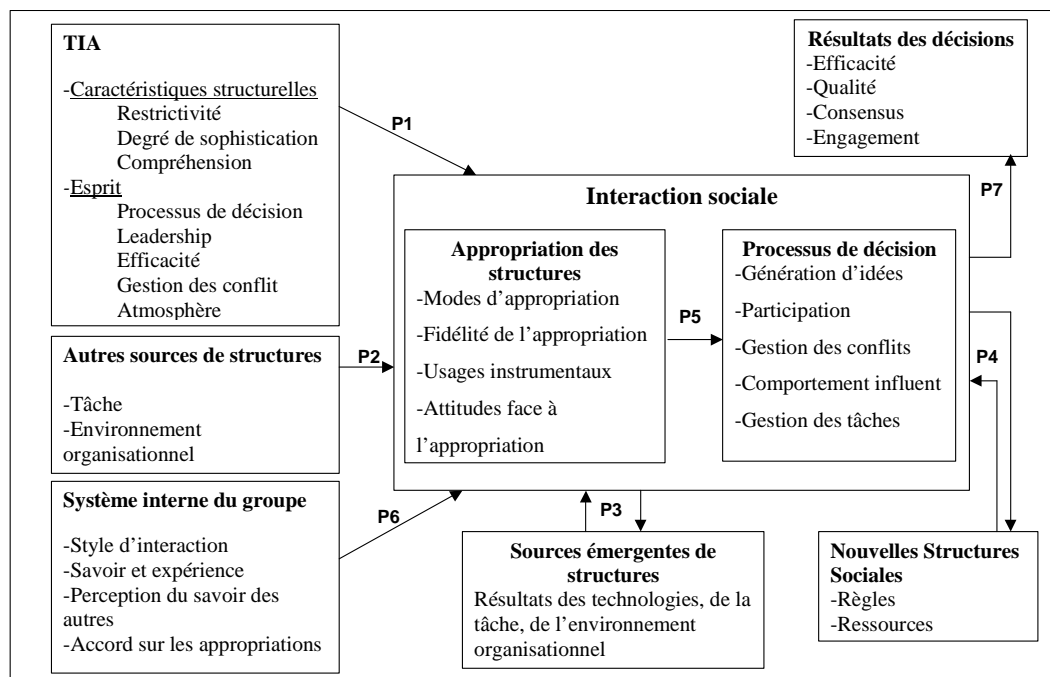 TIA
-Caractéristiques structurelles
Restrictivité
Degré de sophistication
Compréhension
-Esprit
Processus de décision
Leadership
Efficacité
Gestion des conflit
Atmosphère
P1
Résultats des décisions
-Efficacité
-Qualité
-Consensus
-Engagement
P7
Interaction sociale
Appropriation des
structures
-Modes d’appropriation
-Fidélité de l’appropriation
-Usages instrumentaux
-Attitudes face à
l’appropriation
P5
Processus de décision
-Génération d’idées
-Participation
-Gestion des conflits
-Comportement influent
-Gestion des tâches
P4
Autres sources de structures
-Tâche
-Environnement
organisationnel
P2
Système interne du groupe
-Style d’interaction
-Savoir et expérience
-Perception du savoir des
autres
-Accord sur les appropriations
P6
P3
Sources émergentes de
structures
Résultats des technologies, de la
tâche, de l’environnement
organisationnel
Nouvelles Structures
Sociales
-Règles
-Ressources